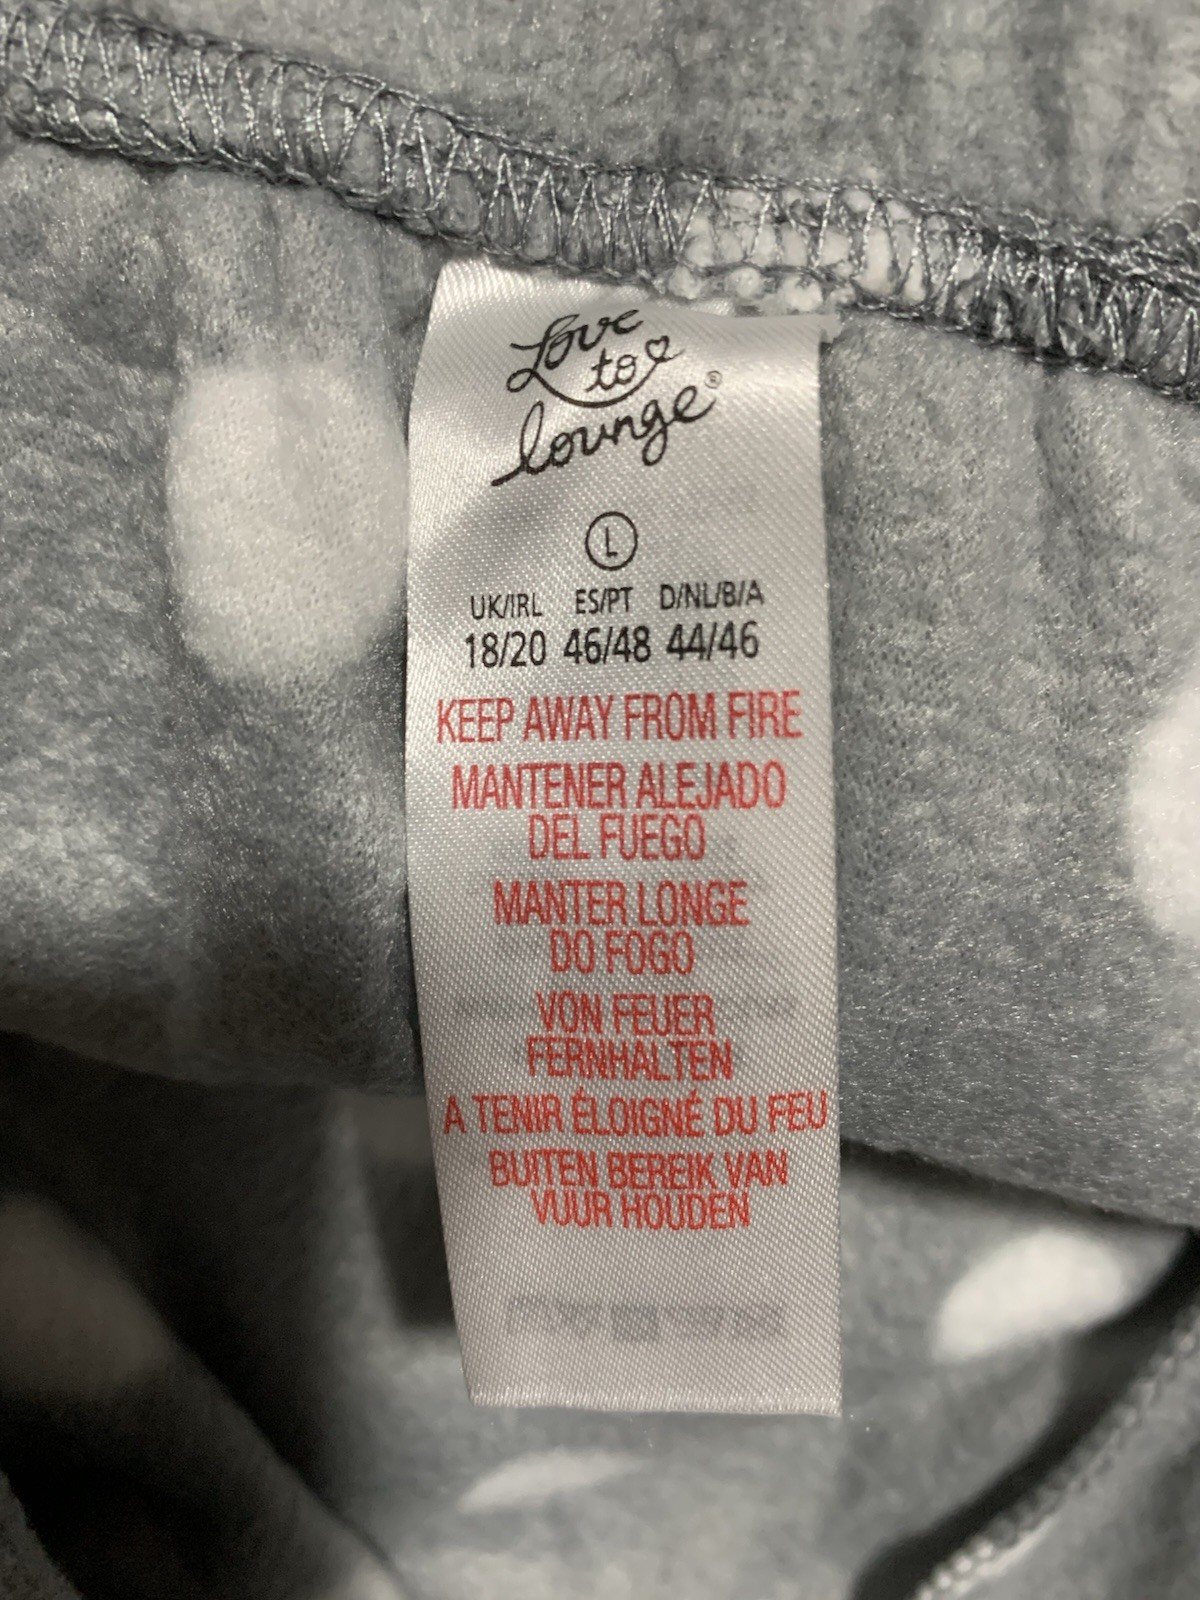 Love
to
lounge®
L
UK/IRL ES/PT D/NL/B/A
18/20 46/48 44/46
KEEP AWAY FROM FIRE
MANTENER ALEJADO
DEL FUEGO
MANTER LONGE
DO FOGO
VON FEUER
FERNHALTEN
A TENIR ÉLOIGNÉ DU FEU
BUITEN BEREIK VAN
VUUR HOUDEN